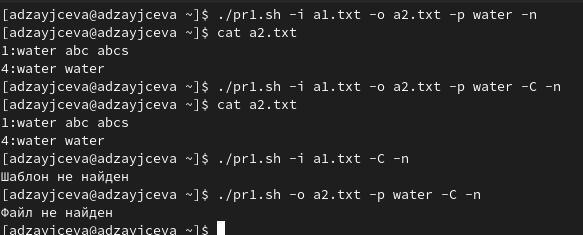 [adzayjceva@adzayjceva ~]$ ./pr1.sh -i a1.txt -o a2.txt -p water -n
[adzayjceva@adzayjceva ~]$ cat a2.txt
1:water abc abcs
4:water water
[adzayjceva@adzayjceva ~]$ ./pr1.sh -i a1.txt -o a2.txt -p water -C -n
[adzayjceva@adzayjceva ~]$ cat a2.txt
1:water abc abcs
4:water water
[adzayjceva@adzayjceva ~]$ ./pr1.sh -i a1.txt -C -n
Шаблон не найден
[adzayjceva@adzayjceva ~]$ ./pr1.sh -o a2.txt -p water -C -n
Файл не найден
[adzayjceva@adzayjceva ~]$